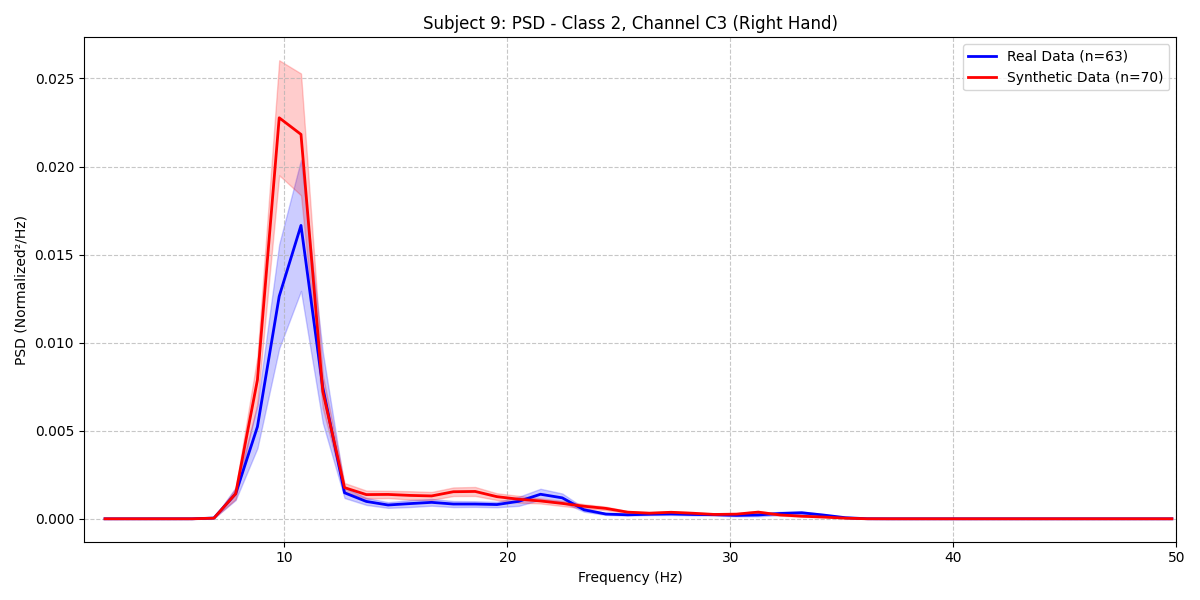 Subject 9: PSD - Class 2, Channel C3 (Right Hand)
Real Data (n=63)
Synthetic Data (n=70)
PSD (Normalized²/Hz)
0.025
0.020
0.015
0.010
0.005
0.000
10
20
30
40
50
Frequency (Hz)